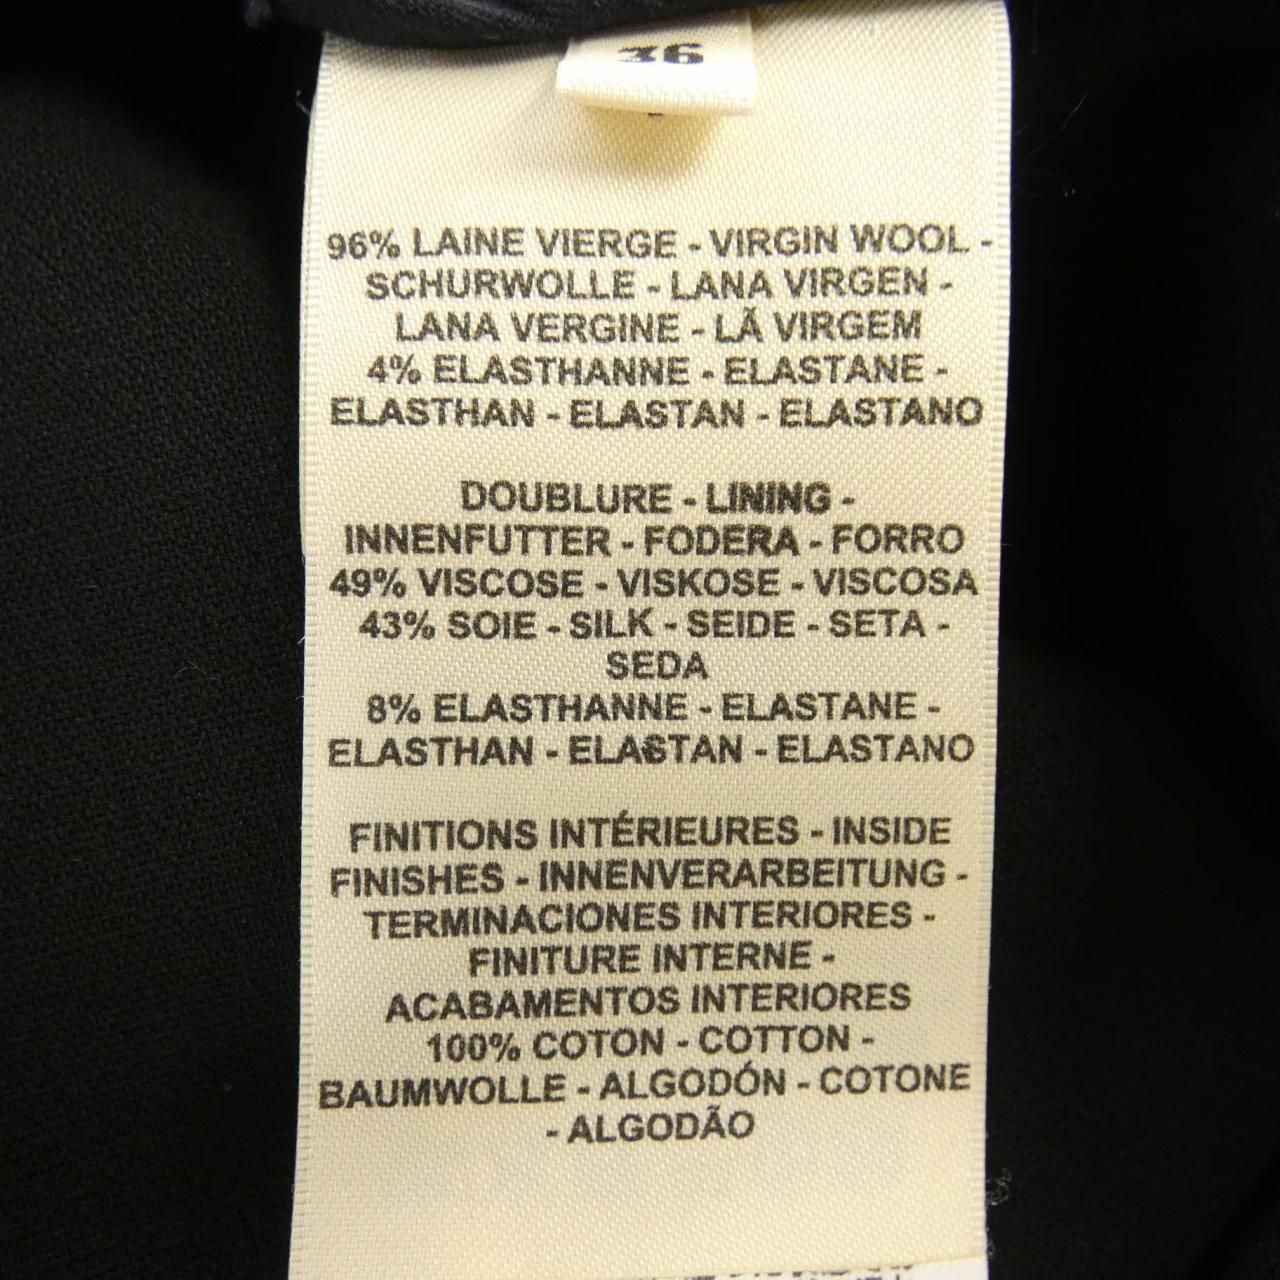 36
96% LAINE VIERGE - VIRGIN WOOL -
SCHURWOLLE - LANA VIRGEN -
LANA VERGINE - LÃ VIRGEM
4% ELASTHANNE - ELASTANE -
ELASTHAN - ELASTAN - ELASTANO
DOUBLURE - LINING -
INNENFUTTER - FODERA - FORRO
49% VISCOSE - VISKOSE - VISCOSA
43% SOIE - SILK - SEIDE - SETA -
SEDA
8% ELASTHANNE - ELASTANE -
ELASTHAN - ELASTAN - ELASTANO
FINITIONS INTÉRIEURES - INSIDE
FINISHES - INNENVERARBEITUNG -
TERMINACIONES INTERIORES -
FINITURE INTERNE -
ACABAMENTOS INTERIORES
100% COTON - COTTON -
BAUMWOLLE - ALGODÓN - COTONE
- ALGODÃO